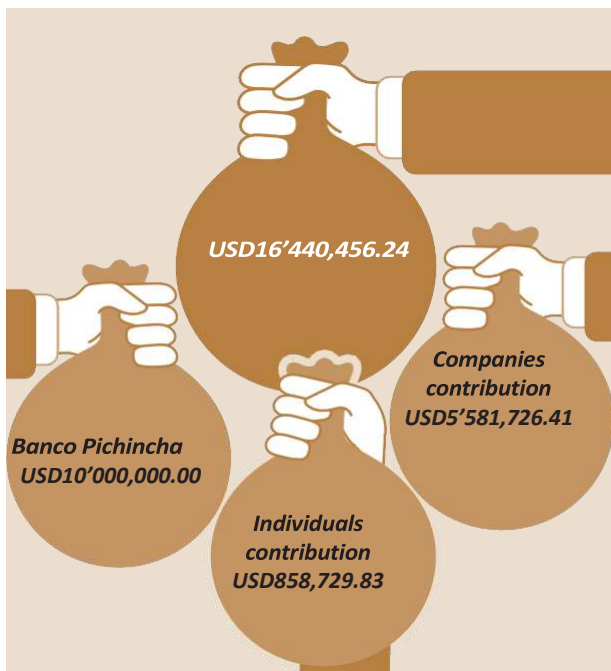 USD16’440,456.24
Banco Pichincha
USD10’000,000.00
Companies
contribution
USD5’581,726.41
Individuals
contribution
USD858,729.83